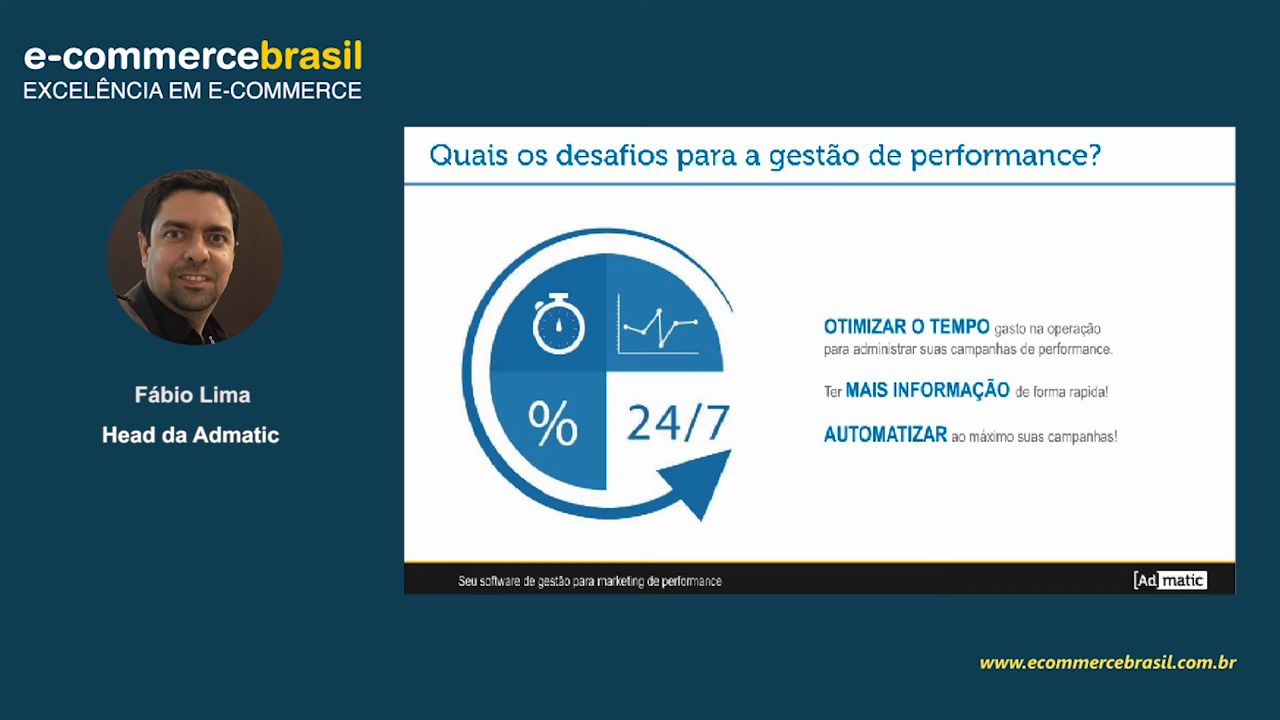 e-commercebrasil
EXCELÊNCIA EM E-COMMERCE
Fábio Lima
Head da Admatic
Quais os desafios para a gestão de performance?
%
24/7
OTIMIZAR O TEMPO gasto na operação
para administrar suas campanhas de performance.
Ter MAIS INFORMAÇÃO de forma rapida!
AUTOMATIZAR ao máximo suas campanhas!
Seu software de gestão para marketing de performance
[Ad]matic
www.ecommercebrasil.com.br